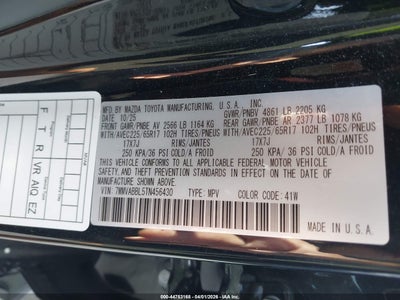 MFD. BY MAZDA TOYOTA MANUFACTURING, U.S.A., INC.
DATE 10/25 GVWR/PNBV 4861 LB 2205 KG
FRONT GAWR/PNBE AV 2566 LB 1164 KG REAR GAWR/PNBE AR 2377 LB 1078 KG
WITH/AVEC225/65R17 102H TIRES/PNEUS WITH/AVEC225/65R17 102H TIRES/PNEUS
17X7J RIMS/JANTES 17X7J RIMS/JANTES
250 KPA/ 36 PSI COLD/A FROID 250 KPA/ 36 PSI COLD/A FROID
THIS VEHICLE CONFORMS TO ALL APPLICABLE FEDERAL MOTOR VEHICLE
SAFETY, BUMPER, AND THEFT PREVENTION STANDARDS IN EFFECT ON THE DATE OF
MANUFACTURE SHOWN ABOVE.
VIN: 7MMVABBL5TN456430 TYPE: MPV COLOR CODE: 41W
MADE IN U.S.A.
F
T
R
VR
AIQ
EZ
000 - 44763168 - 04/01/2026 - IAA Inc.